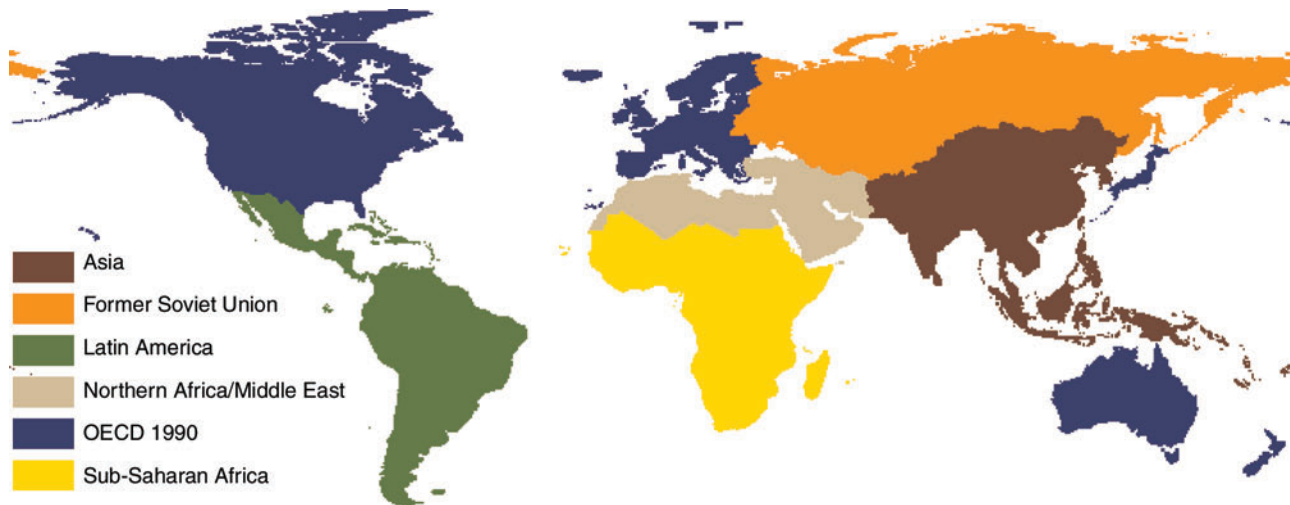 Asia
Former Soviet Union
Latin America
Northern Africa/Middle East
OECD 1990
Sub-Saharan Africa